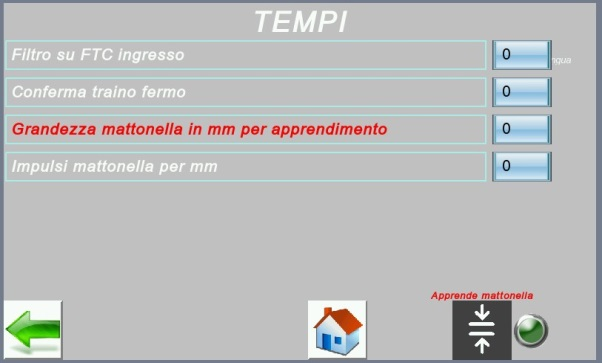 TEMPI
Filtro su FTC ingresso 0
Conferma traino fermo 0
Grandezza mattonella in mm per apprendimento 0
Impulsi mattonella per mm 0
Apprende mattonella